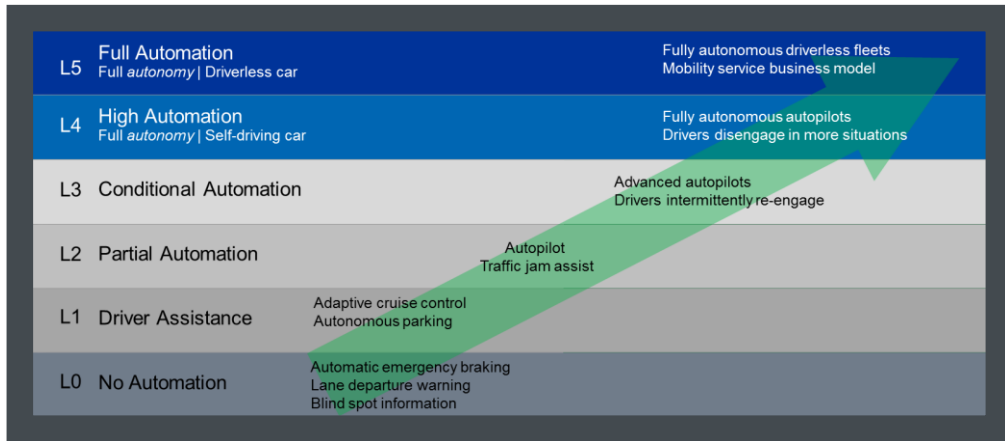 L5 Full Automation
Full autonomy | Driverless car
Fully autonomous driverless fleets
Mobility service business model
L4 High Automation
Full autonomy | Self-driving car
Fully autonomous autopilots
Drivers disengage in more situations
L3 Conditional Automation
Advanced autopilots
Drivers intermittently re-engage
L2 Partial Automation
Autopilot
Traffic jam assist
L1 Driver Assistance
Adaptive cruise control
Autonomous parking
L0 No Automation
Automatic emergency braking
Lane departure warning
Blind spot information